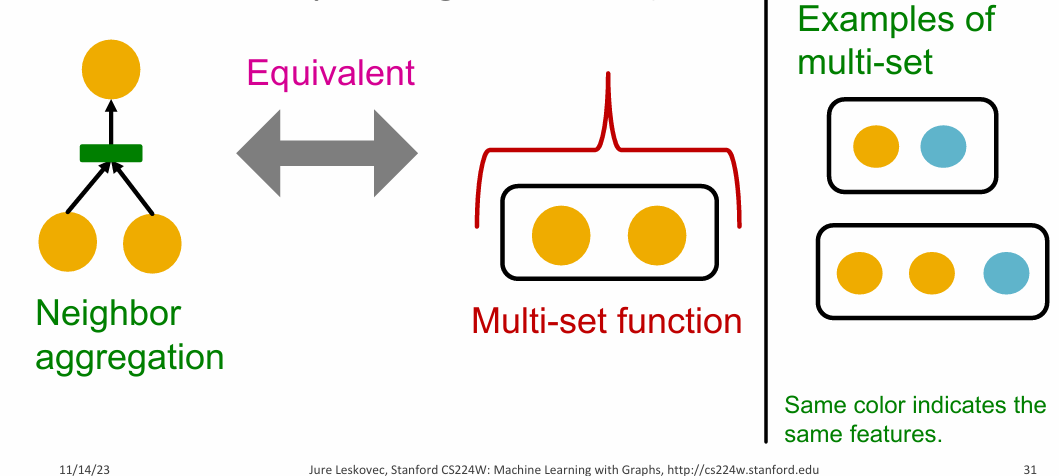 Examples of
multi-set
Equivalent
Neighbor
aggregation
Multi-set function
Same color indicates the
same features.
11/14/23
Jure Leskovec, Stanford CS224W: Machine Learning with Graphs, http://cs224w.stanford.edu
31